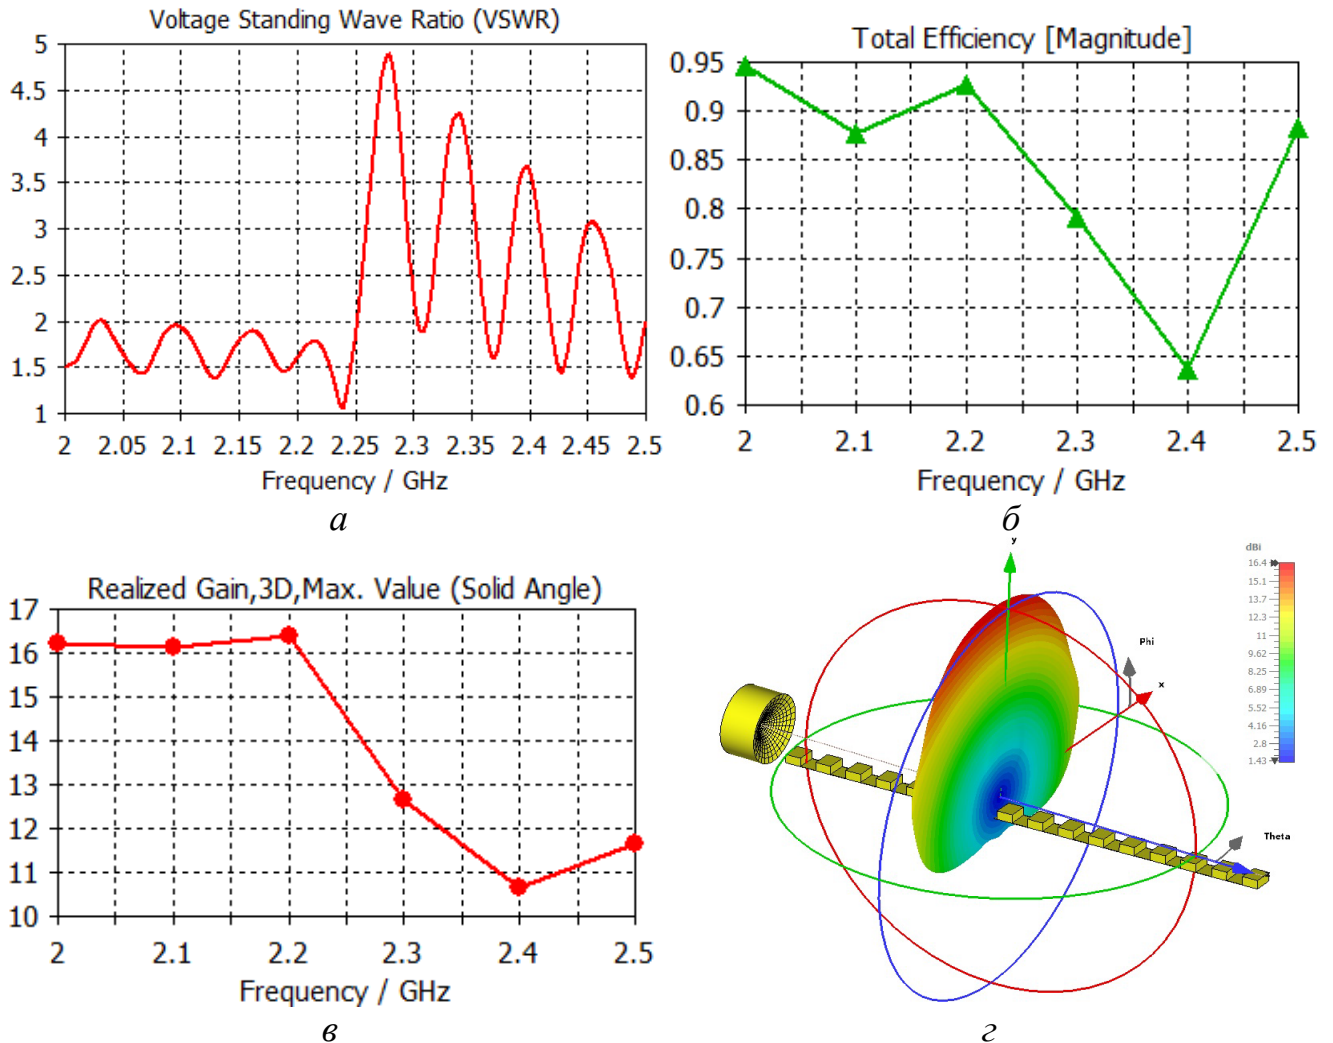 Voltage Standing Wave Ratio (VSWR)
5
4.5
4
3.5
3
2.5
2
1.5
1
2 2.05 2.1 2.15 2.2 2.25 2.3 2.35 2.4 2.45 2.5
Frequency / GHz
а
Total Efficiency [Magnitude]
0.95
0.9
0.85
0.8
0.75
0.7
0.65
0.6
2 2.1 2.2 2.3 2.4 2.5
Frequency / GHz
б
Realized Gain,3D,Max. Value (Solid Angle)
17
16
15
14
13
12
11
10
2 2.1 2.2 2.3 2.4 2.5
Frequency / GHz
в
y
Phi
x
Theta
dBi
16.4
15.1
13.7
12.3
11
9.62
8.25
6.89
5.52
4.16
2.8
1.43
г